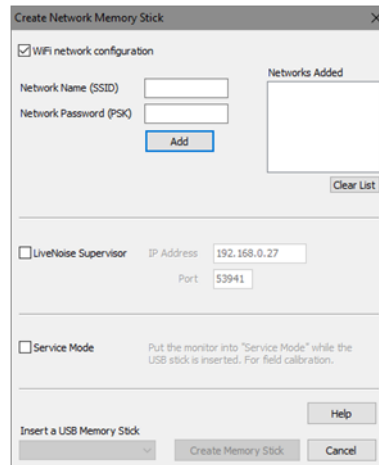 Create Network Memory Stick
WiFi network configuration
Networks Added
Network Name (SSID)
Network Password (PSK)
Add
Clear List
LiveNoise Supervisor
IP Address
192.168.0.27
Port
53941
Service Mode
Put the monitor into "Service Mode" while the
USB stick is inserted. For field calibration.
Help
Insert a USB Memory Stick
Create Memory Stick
Cancel